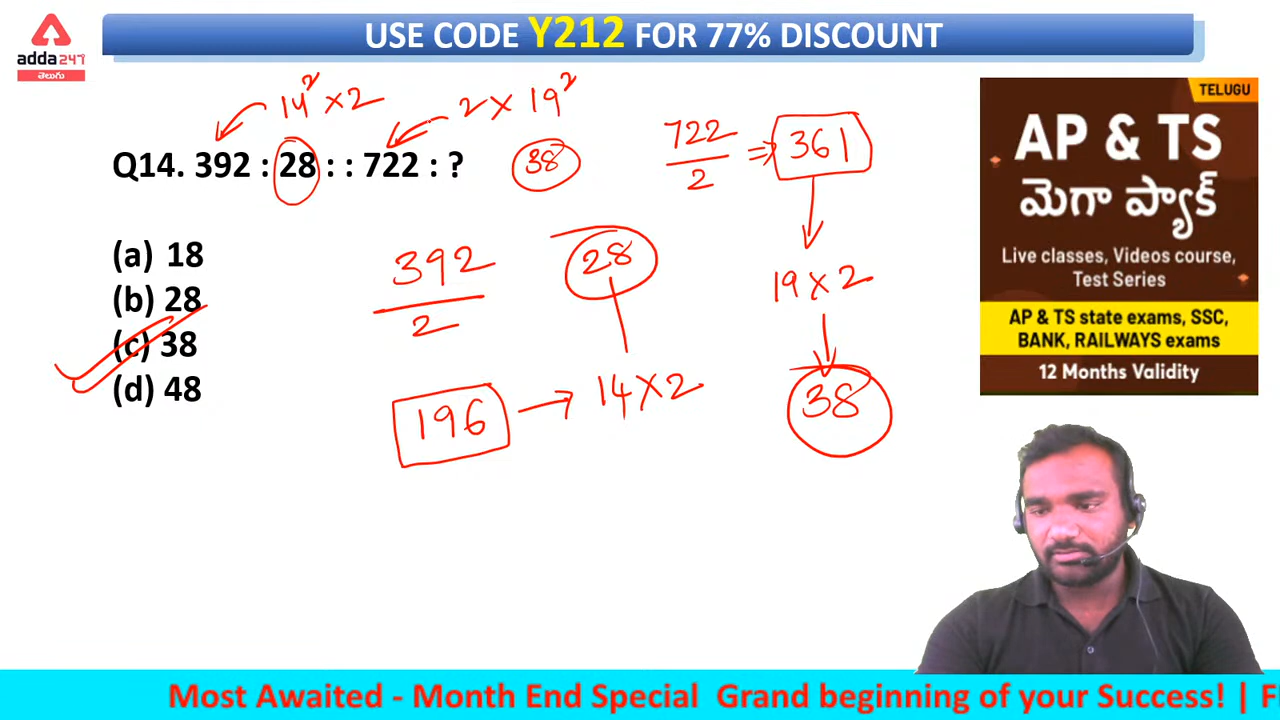 USE CODE Y212 FOR 77% DISCOUNT
adda247
తెలుగు
14² × 2
2 × 19²
Q14. 392 : 28 : : 722 : ?
38
722/2 ⇒ 361
(a) 18
(b) 28
(c) 38
(d) 48
392/2
28
196 → 14 × 2
19 × 2
38
TELUGU
AP & TS
మెగా ప్యాక్
Live classes, Videos course,
Test Series
AP & TS state exams, SSC,
BANK, RAILWAYS exams
12 Months Validity
Most Awaited - Month End Special Grand beginning of your Success! | F